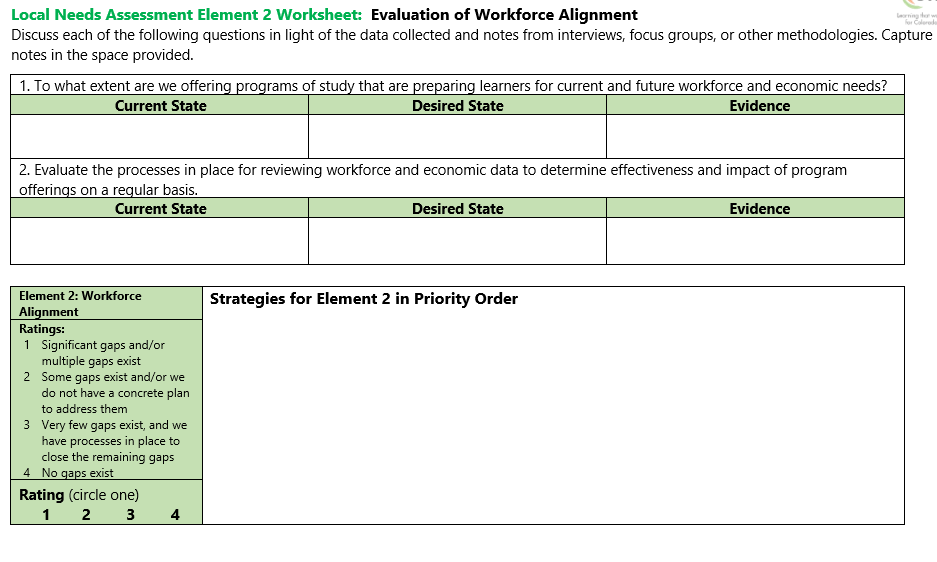 Local Needs Assessment Element 2 Worksheet: Evaluation of Workforce Alignment
Learning that w
for Colorado
Discuss each of the following questions in light of the data collected and notes from interviews, focus groups, or other methodologies. Capture
notes in the space provided.
1. To what extent are we offering programs of study that are preparing learners for current and future workforce and economic needs?
Current State Desired State Evidence
2. Evaluate the processes in place for reviewing workforce and economic data to determine effectiveness and impact of program
offerings on a regular basis.
Current State Desired State Evidence
Element 2: Workforce
Alignment
Ratings:
1 Significant gaps and/or
multiple gaps exist
2 Some gaps exist and/or we
do not have a concrete plan
to address them
3 Very few gaps exist, and we
have processes in place to
close the remaining gaps
4 No gaps exist
Rating (circle one)
1 2 3 4
Strategies for Element 2 in Priority Order